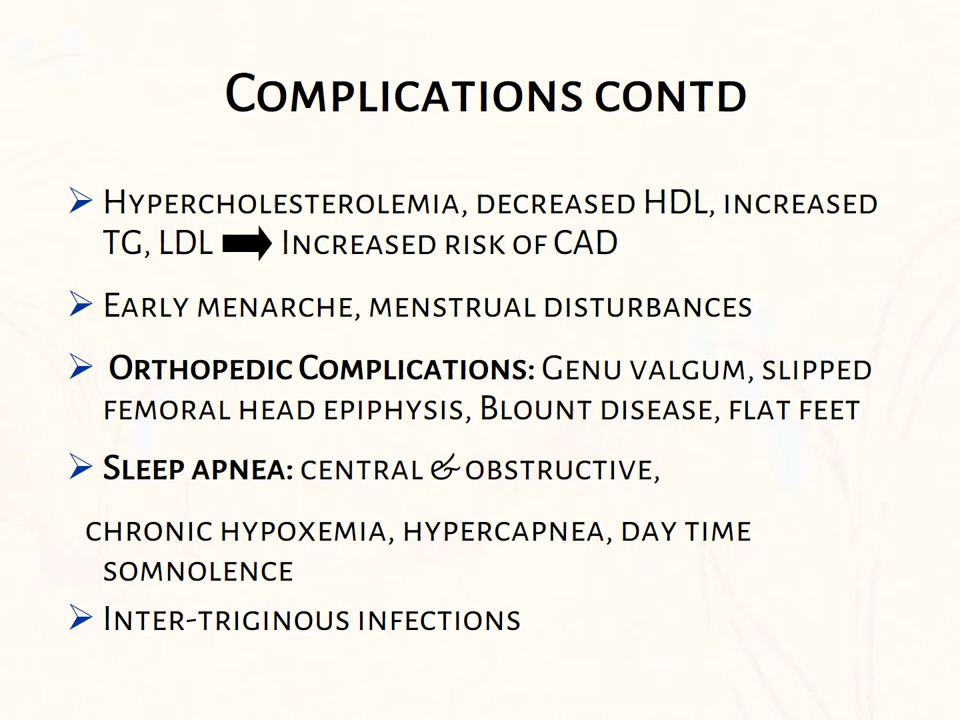 Complications contd
Hypercholesterolemia, decreased HDL, increased
TG, LDL ➡ Increased risk of CAD
Early menarche, menstrual disturbances
Orthopedic Complications: Genu valgum, slipped
femoral head epiphysis, Blount disease, flat feet
Sleep apnea: central & obstructive,
chronic hypoxemia, hypercapnea, day time
somnolence
Inter-triginous infections